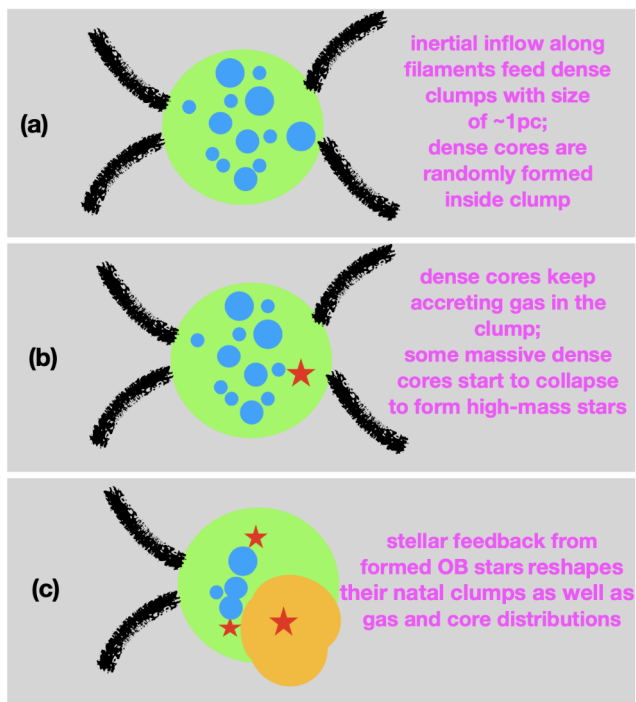 (a)
inertial inflow along
filaments feed dense
clumps with size
of ~1pc;
dense cores are
randomly formed
inside clump
(b)
dense cores keep
accreting gas in the
clump;
some massive dense
cores start to collapse
to form high-mass stars
(c)
stellar feedback from
formed OB stars reshapes
their natal clumps as well as
gas and core distributions